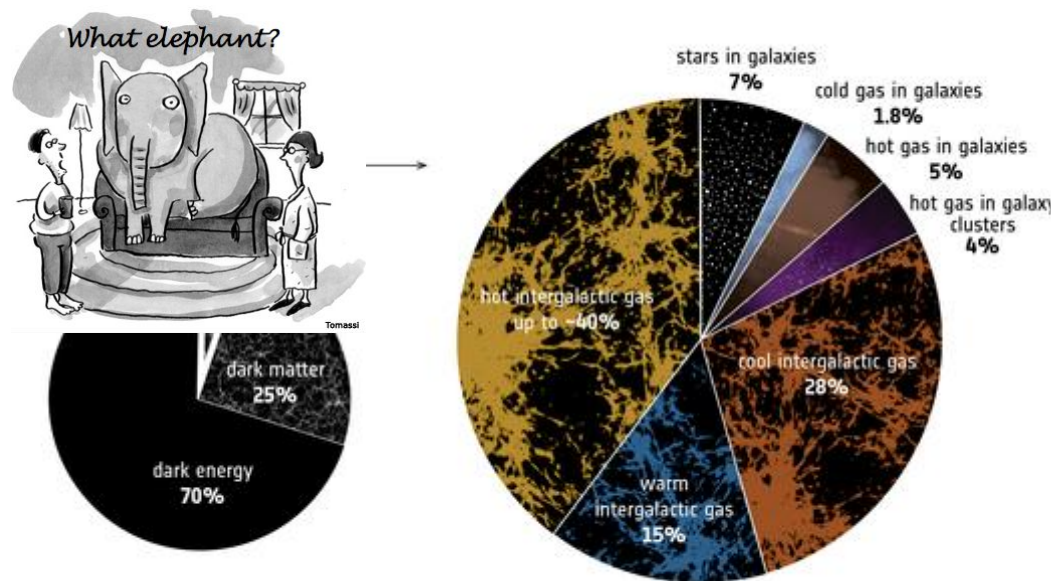 What elephant?
Tomassi
dark matter
25%
dark energy
70%
stars in galaxies
7%
cold gas in galaxies
1.8%
hot gas in galaxies
5%
hot gas in galaxy
clusters
4%
hot intergalactic gas
up to ~40%
cool intergalactic gas
28%
warm
intergalactic gas
15%